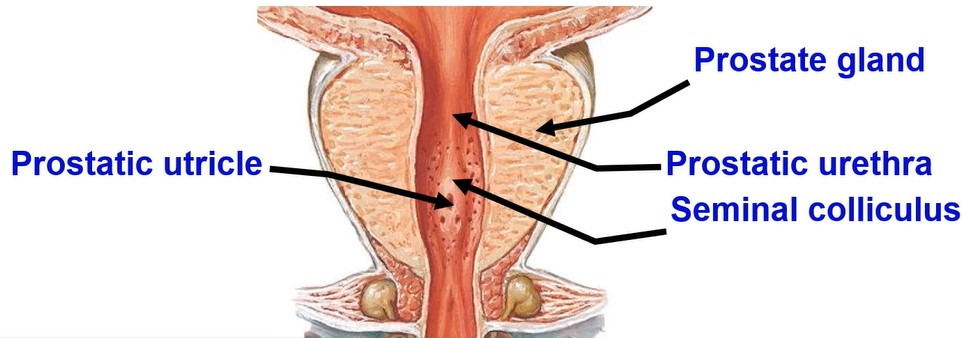 Prostate gland
Prostatic utricle
Prostatic urethra
Seminal colliculus